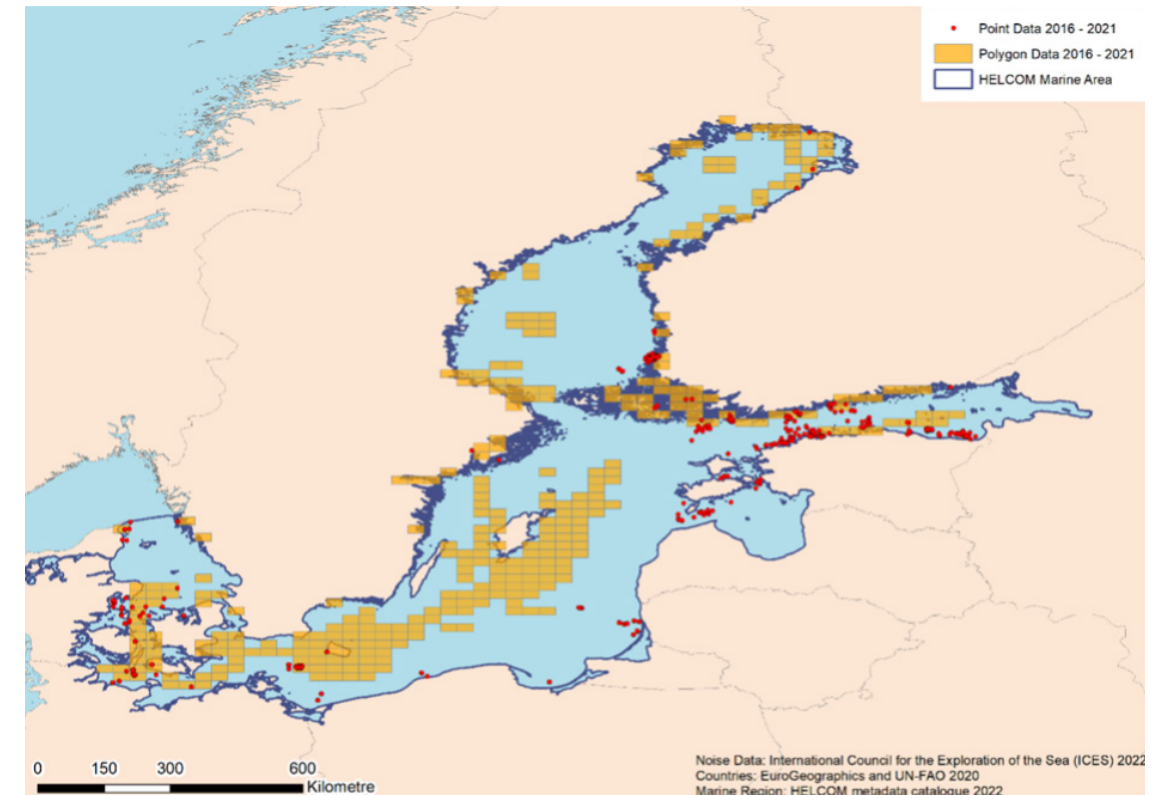 Point Data 2016 - 2021
Polygon Data 2016 - 2021
HELCOM Marine Area
0 150 300 600
Kilometre
Noise Data: International Council for the Exploration of the Sea (ICES) 2022
Countries: EuroGeographics and UN-FAO 2020
Marine Region: HELCOM metadata catalogue 2022